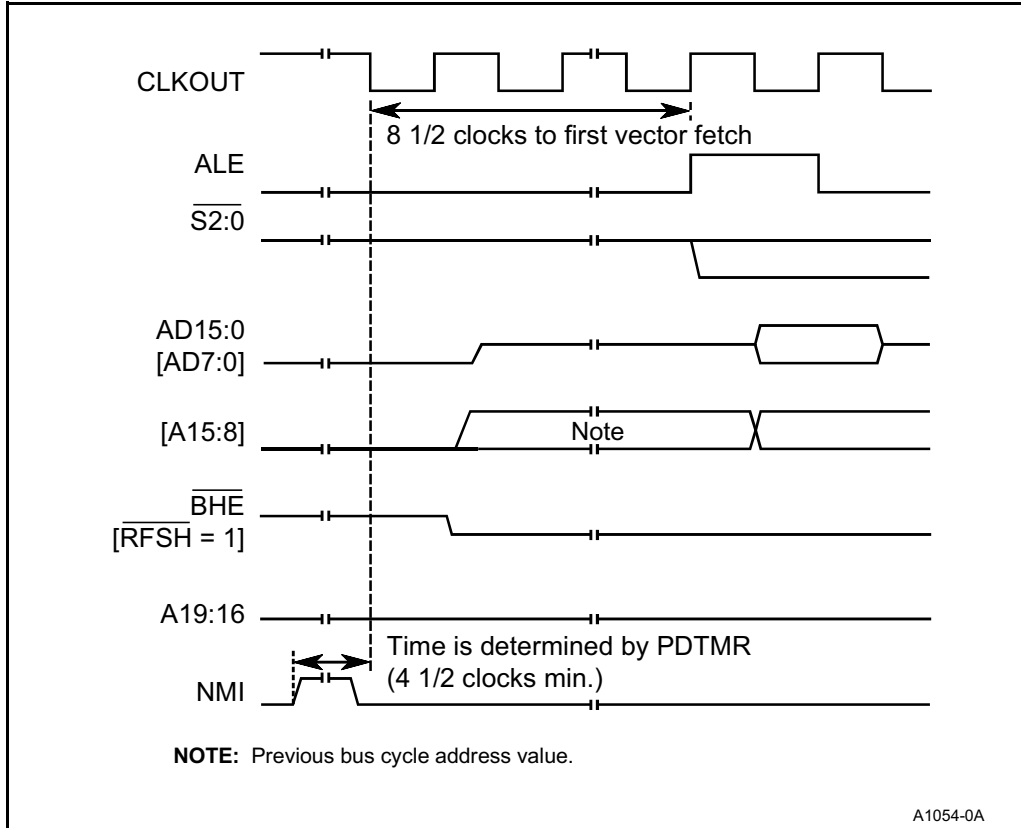 CLKOUT
8 1/2 clocks to first vector fetch
ALE
S2:0
AD15:0
[AD7:0]
[A15:8]
Note
BHE
[RFSH = 1]
A19:16
Time is determined by PDTMR
(4 1/2 clocks min.)
NMI
NOTE: Previous bus cycle address value.
A1054-0A